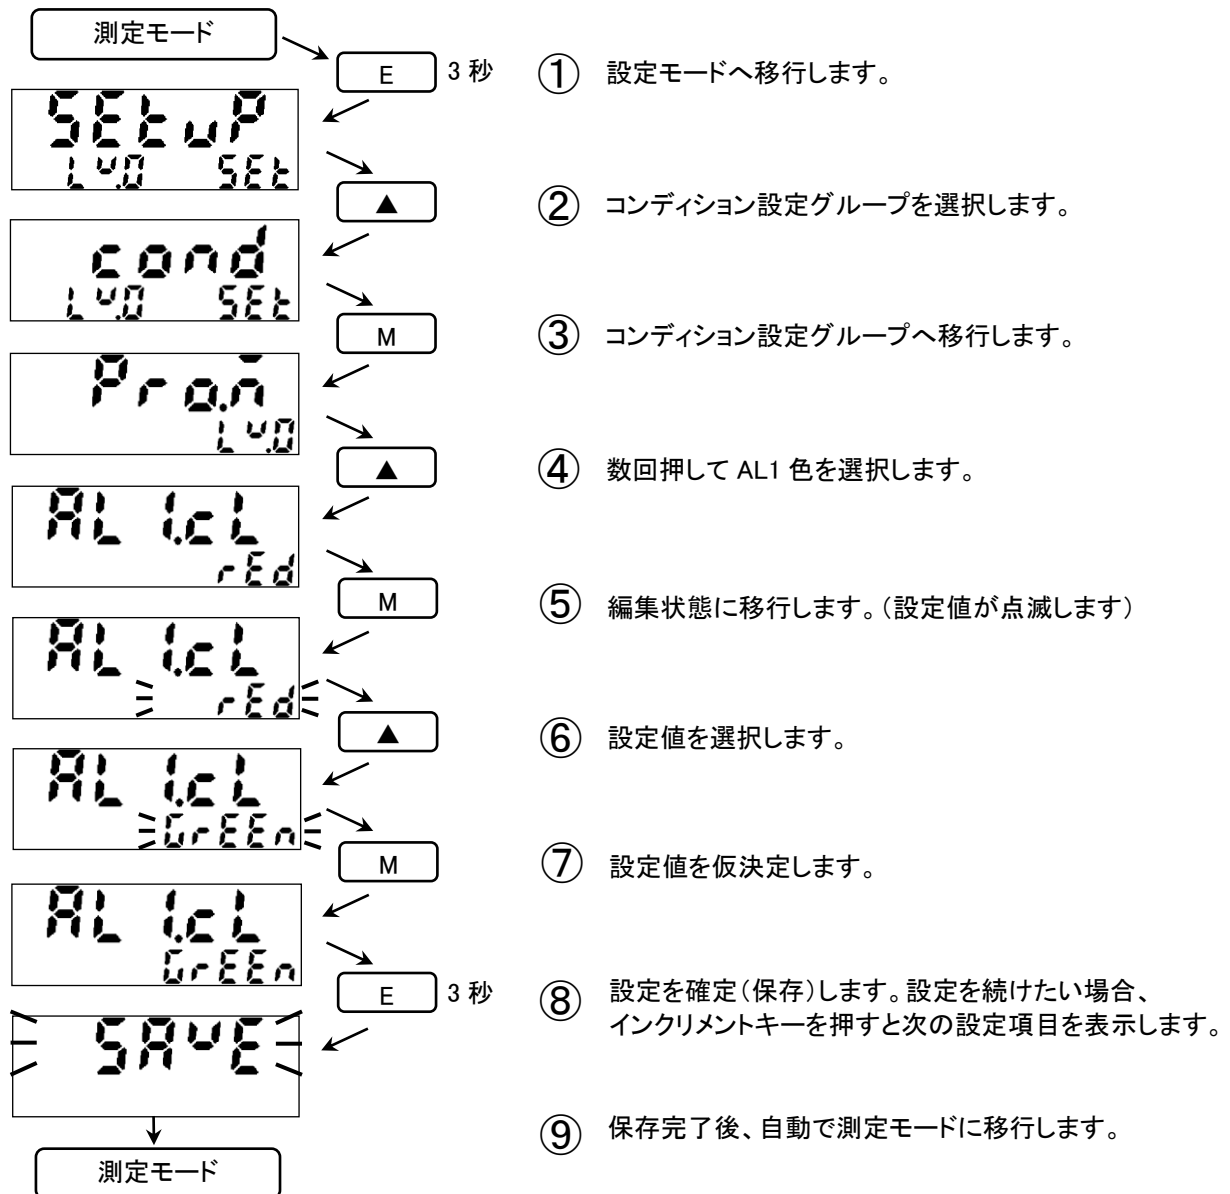 測定モード
E 3 秒 ① 設定モードへ移行します。
SEtuP
Lv.0 SEt
▲ ② コンディション設定グループを選択します。
cond
Lv.0 SEt
M ③ コンディション設定グループへ移行します。
Pro.m
Lv.0
▲ ④ 数回押して AL1 色を選択します。
AL1.cL
rEd
M ⑤ 編集状態に移行します。（設定値が点滅します）
AL1.cL
rEd
▲ ⑥ 設定値を選択します。
AL1.cL
GrEEn
M ⑦ 設定値を仮決定します。
AL1.cL
GrEEn
E 3 秒 ⑧ 設定を確定（保存）します。設定を続けたい場合、
インクリメントキーを押すと次の設定項目を表示します。
SAvE
⑨ 保存完了後、自動で測定モードに移行します。
測定モード